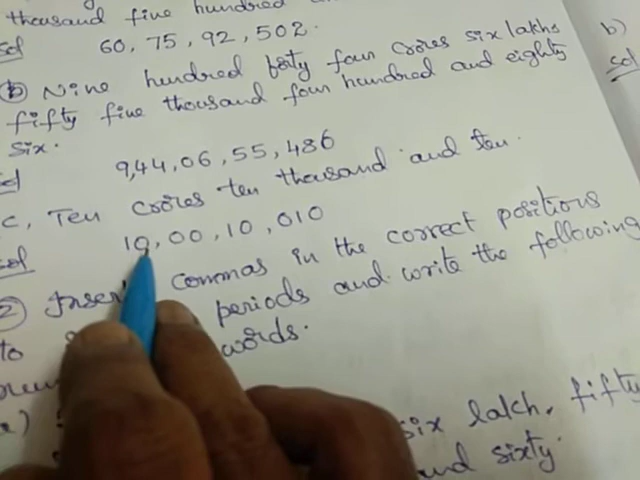 thousand five hundred
sol 60, 75, 92, 502.
b) Nine hundred forty four crores six lakhs
fifty five thousand four hundred and eighty
six.
9,44, 06, 55, 486
c, Ten crores ten thousand and ten.
sol 10, 00, 10, 010
b)
sol
2) Insert commas in the correct positions
to periods and write the following
words.
a) six lakh, fifty
and sixty.